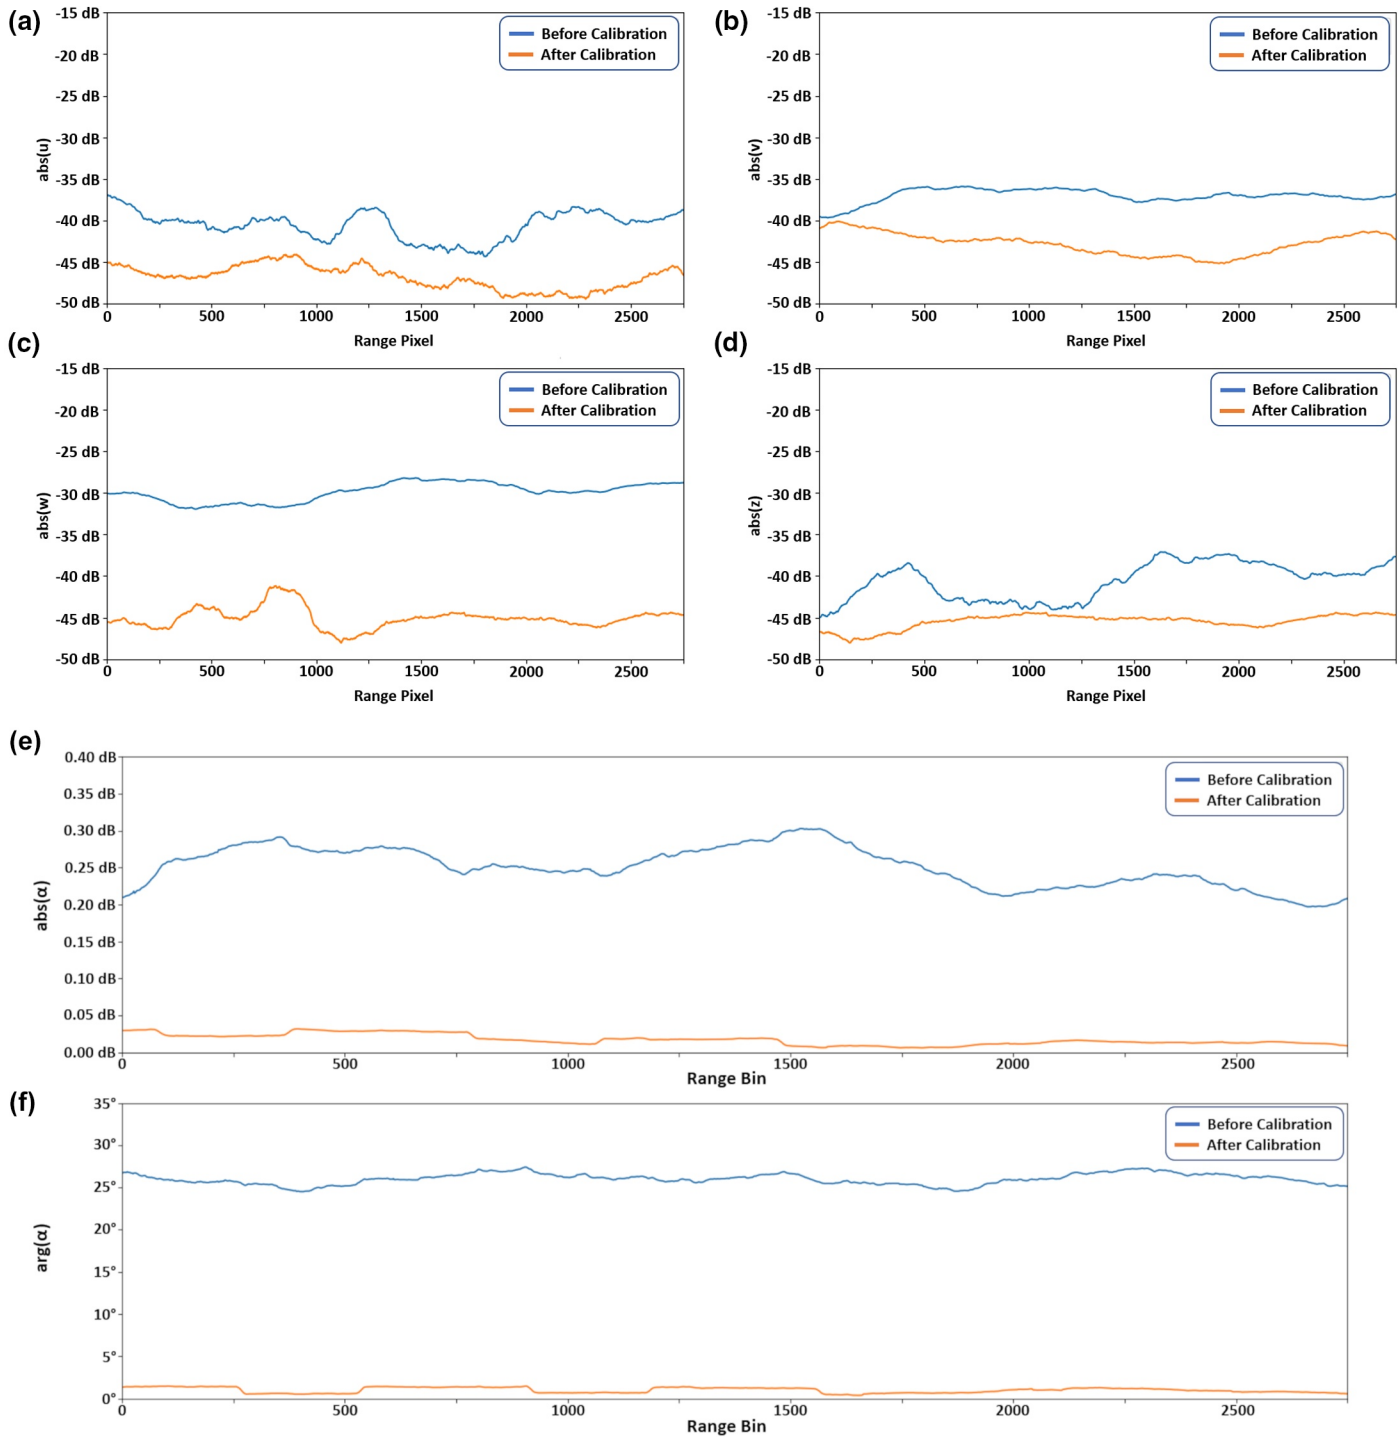 (a)
-15 dB
-20 dB
-25 dB
-30 dB
-35 dB
-40 dB
-45 dB
-50 dB
abs(u)
Before Calibration
After Calibration
0 500 1000 1500 2000 2500
Range Pixel
(b)
-15 dB
-20 dB
-25 dB
-30 dB
-35 dB
-40 dB
-45 dB
-50 dB
abs(v)
Before Calibration
After Calibration
0 500 1000 1500 2000 2500
Range Pixel
(c)
-15 dB
-20 dB
-25 dB
-30 dB
-35 dB
-40 dB
-45 dB
-50 dB
abs(w)
Before Calibration
After Calibration
0 500 1000 1500 2000 2500
Range Pixel
(d)
-15 dB
-20 dB
-25 dB
-30 dB
-35 dB
-40 dB
-45 dB
-50 dB
abs(z)
Before Calibration
After Calibration
0 500 1000 1500 2000 2500
Range Pixel
(e)
0.40 dB
0.35 dB
0.30 dB
0.25 dB
0.20 dB
0.15 dB
0.10 dB
0.05 dB
0.00 dB
abs(α)
Before Calibration
After Calibration
0 500 1000 1500 2000 2500
Range Bin
(f)
35°
30°
25°
20°
15°
10°
5°
0°
arg(α)
Before Calibration
After Calibration
0 500 1000 1500 2000 2500
Range Bin